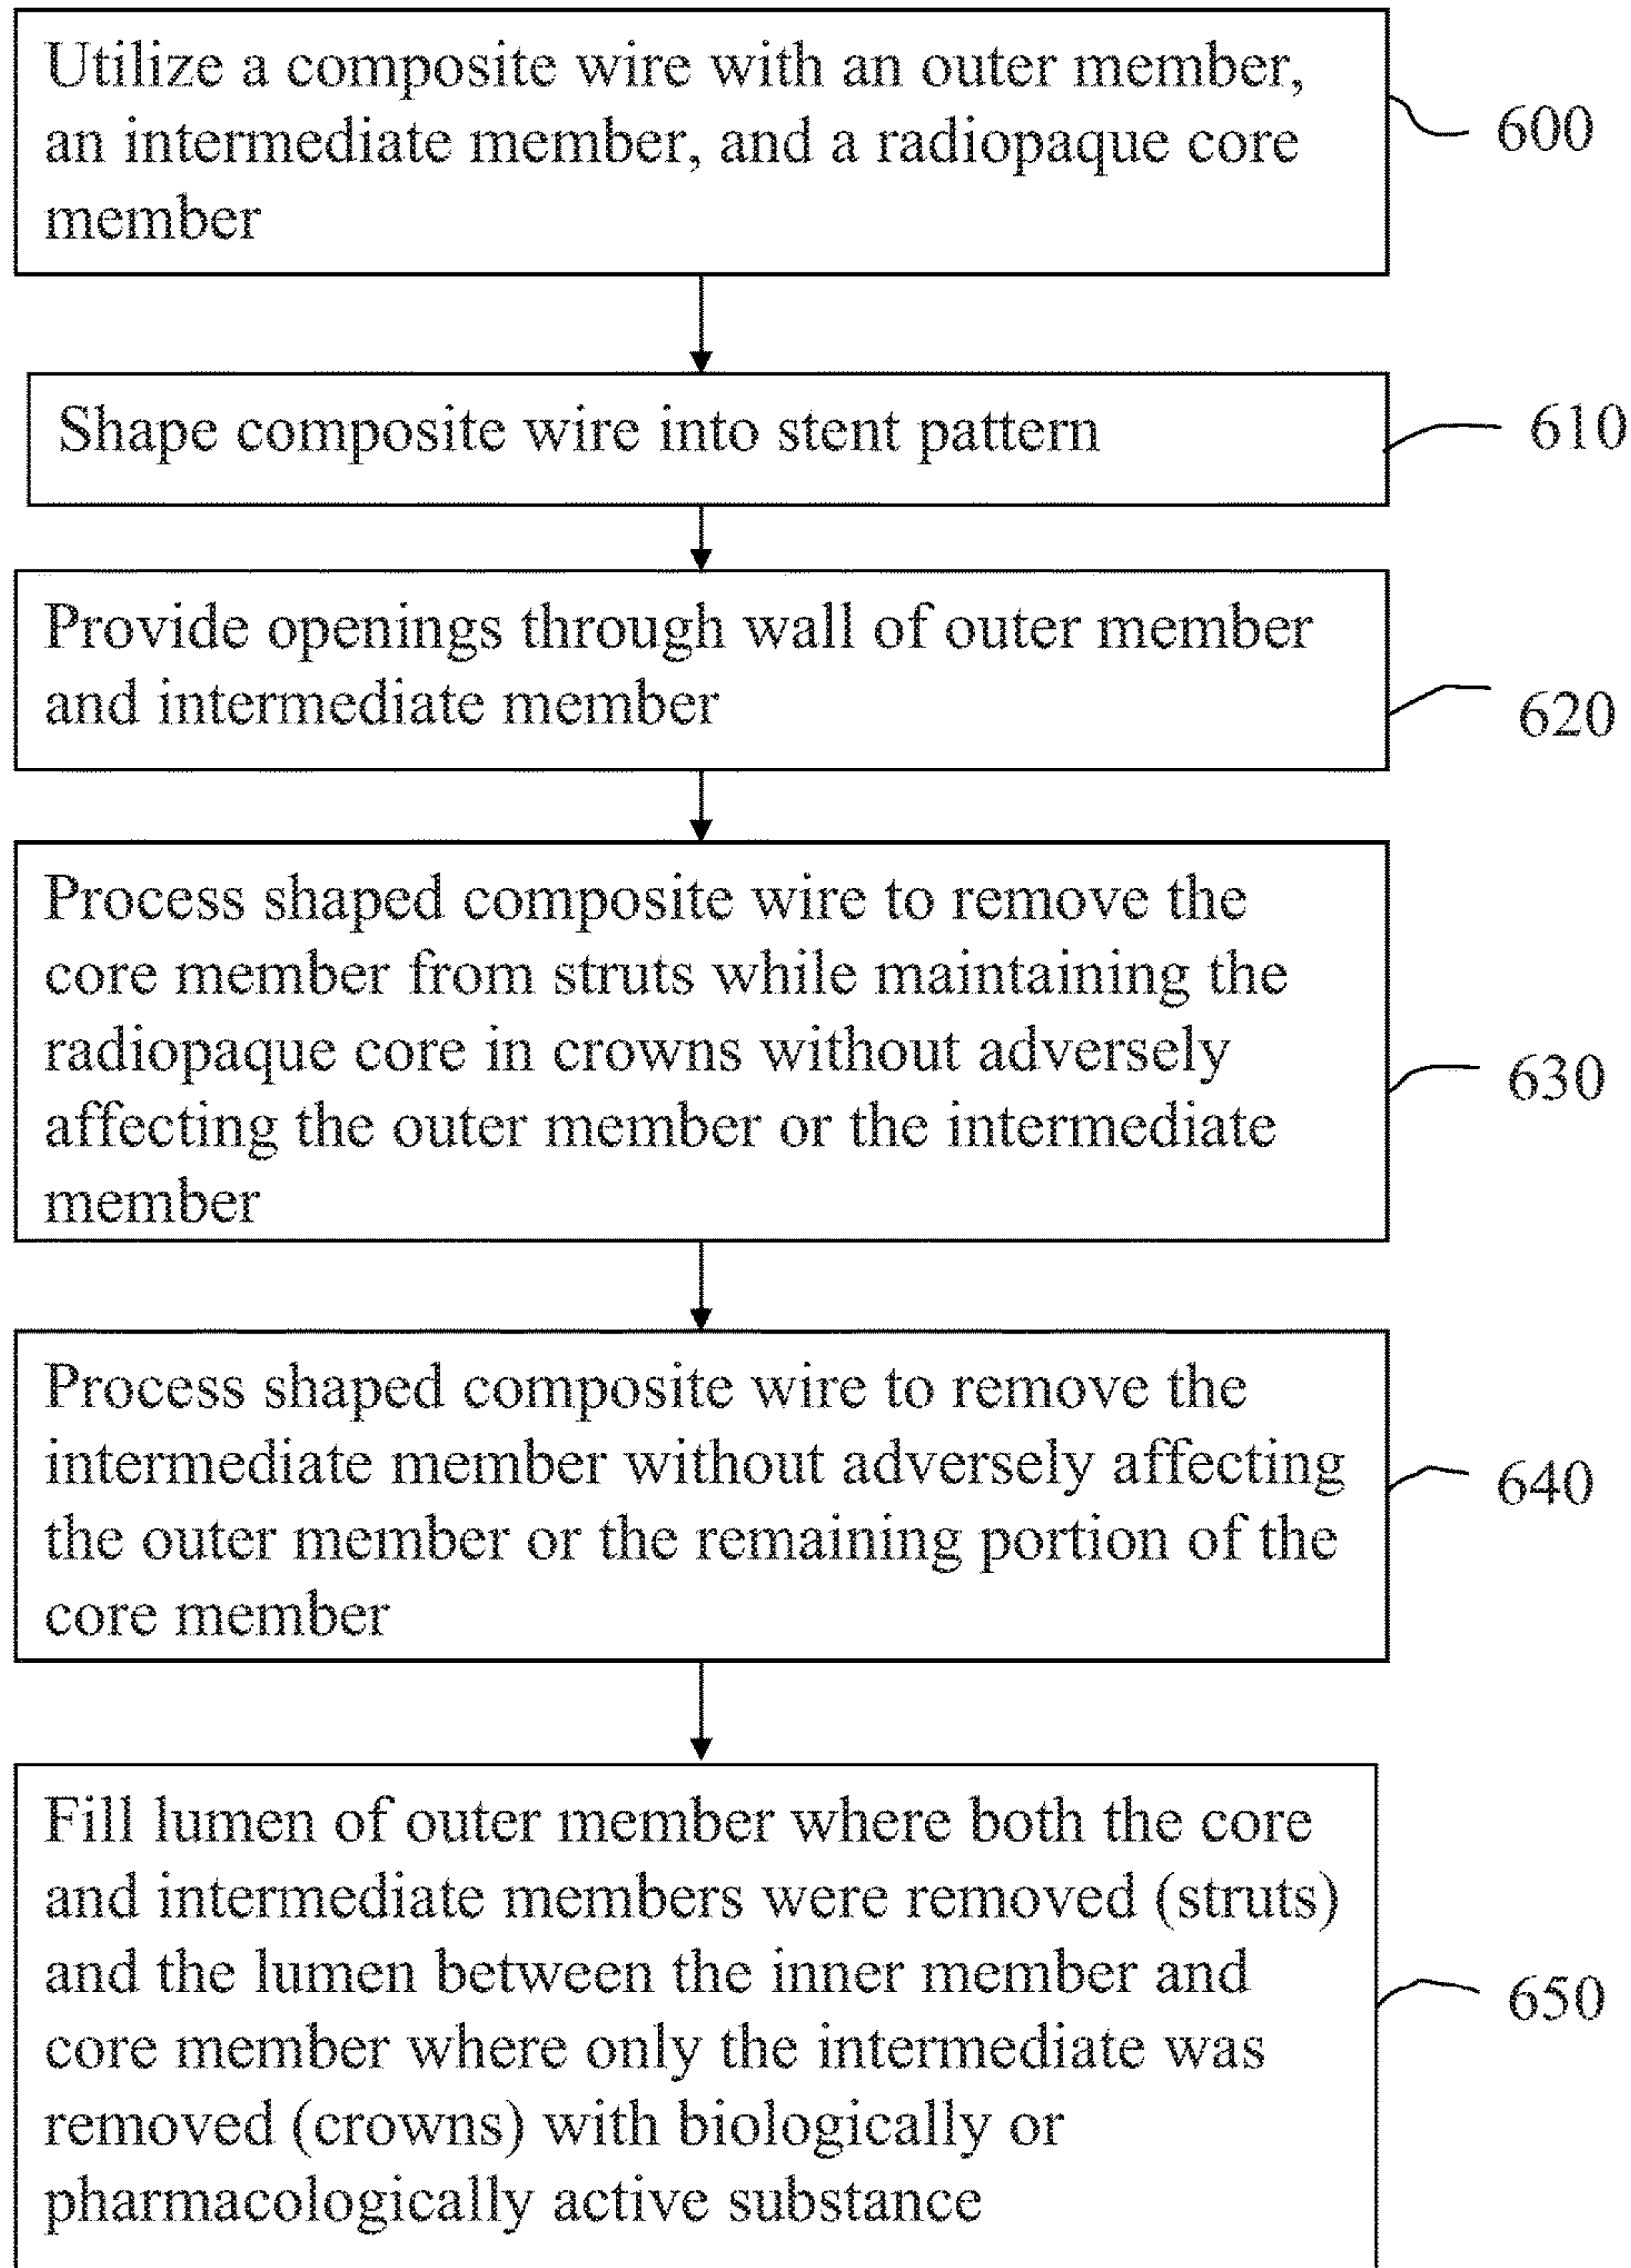 Utilize a composite wire with an outer member,
an intermediate member, and a radiopaque core
member
600
Shape composite wire into stent pattern
610
Provide openings through wall of outer member
and intermediate member
620
Process shaped composite wire to remove the
core member from struts while maintaining the
radiopaque core in crowns without adversely
affecting the outer member or the intermediate
member
630
Process shaped composite wire to remove the
intermediate member without adversely affecting
the outer member or the remaining portion of the
core member
640
Fill lumen of outer member where both the core
and intermediate members were removed (struts)
and the lumen between the inner member and
core member where only the intermediate was
removed (crowns) with biologically or
pharmacologically active substance
650